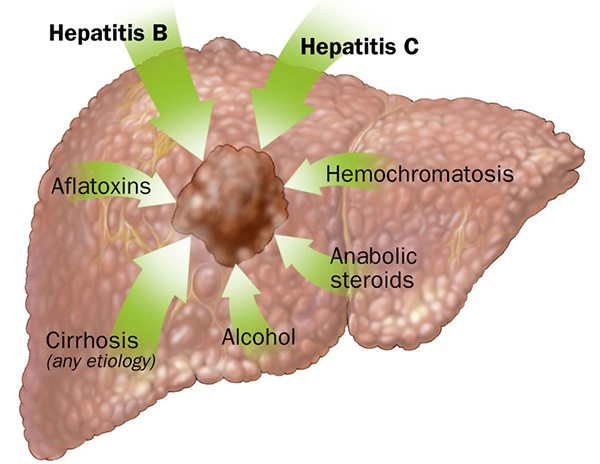 Hepatitis B
Hepatitis C
Aflatoxins
Hemochromatosis
Anabolic
steroids
Cirrhosis
(any etiology)
Alcohol